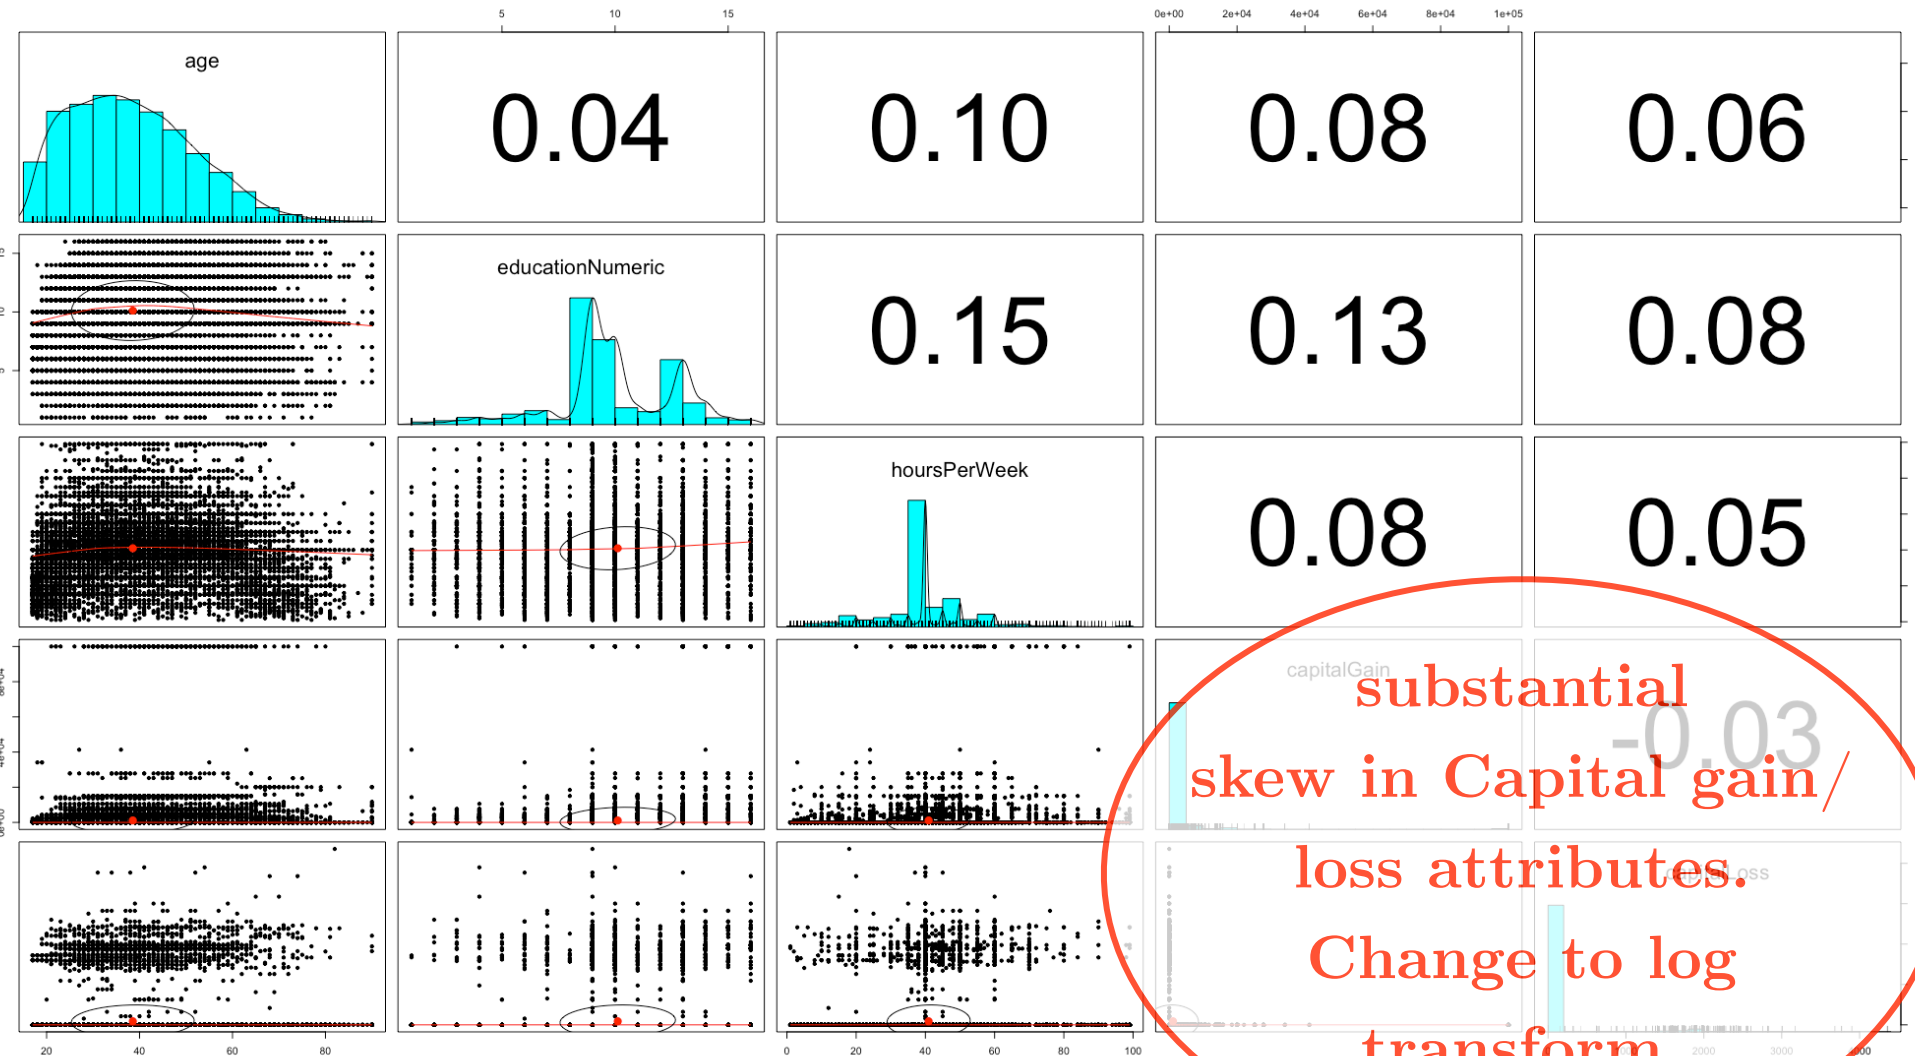 5 10 15 0e+00 2e+04 4e+04 6e+04 8e+04 1e+05
age 0.04 0.10 0.08 0.06
educationNumeric 0.15 0.13 0.08
hoursPerWeek 0.08 0.05
capitalGain -0.03
substantial
skew in Capital gain/
loss attributes.
capitalLoss
Change to log
transform
20 40 60 80 0 20 40 60 80 100 2000 3000 4000